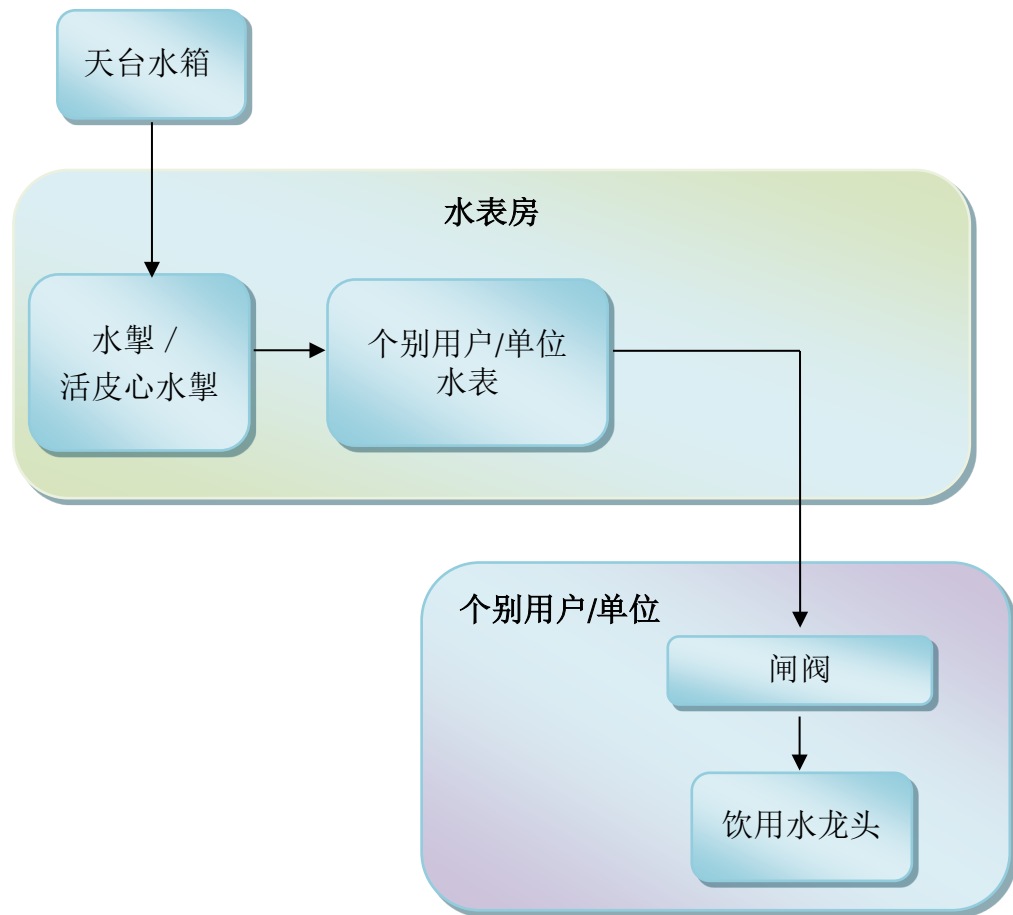 天台水箱
水表房
水掣 /
活皮心水掣
个别用户/单位
水表
个别用户/单位
闸阀
饮用水龙头